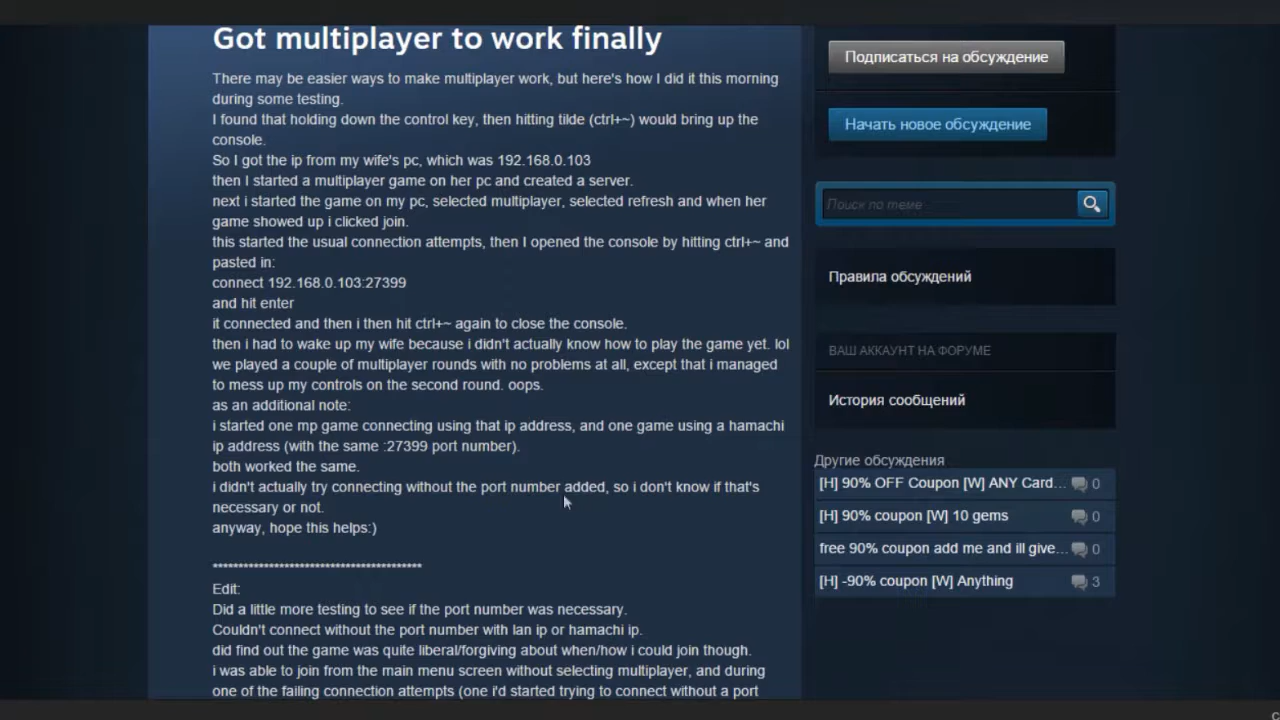 Got multiplayer to work finally
There may be easier ways to make multiplayer work, but here's how I did it this morning
during some testing.
I found that holding down the control key, then hitting tilde (ctrl+~) would bring up the
console.
So I got the ip from my wife's pc, which was 192.168.0.103
then I started a multiplayer game on her pc and created a server.
next i started the game on my pc, selected multiplayer, selected refresh and when her
game showed up i clicked join.
this started the usual connection attempts, then I opened the console by hitting ctrl+~ and
pasted in:
connect 192.168.0.103:27399
and hit enter
it connected and then i then hit ctrl+~ again to close the console.
then i had to wake up my wife because i didn't actually know how to play the game yet. lol
we played a couple of multiplayer rounds with no problems at all, except that i managed
to mess up my controls on the second round. oops.
as an additional note:
i started one mp game connecting using that ip address, and one game using a hamachi
ip address (with the same :27399 port number).
both worked the same.
i didn't actually try connecting without the port number added, so i don't know if that's
necessary or not.
anyway, hope this helps:)
*****************************************
Edit:
Did a little more testing to see if the port number was necessary.
Couldn't connect without the port number with lan ip or hamachi ip.
did find out the game was quite liberal/forgiving about when/how i could join though.
i was able to join from the main menu screen without selecting multiplayer, and during
one of the failing connection attempts (one i'd started trying to connect without a port
Подписаться на обсуждение
Начать новое обсуждение
Поиск по теме
Правила обсуждений
ВАШ АККАУНТ НА ФОРУМЕ
История сообщений
Другие обсуждения
[H] 90% OFF Coupon [W] ANY Card... 0
[H] 90% coupon [W] 10 gems 0
free 90% coupon add me and ill give... 0
[H] -90% coupon [W] Anything 3